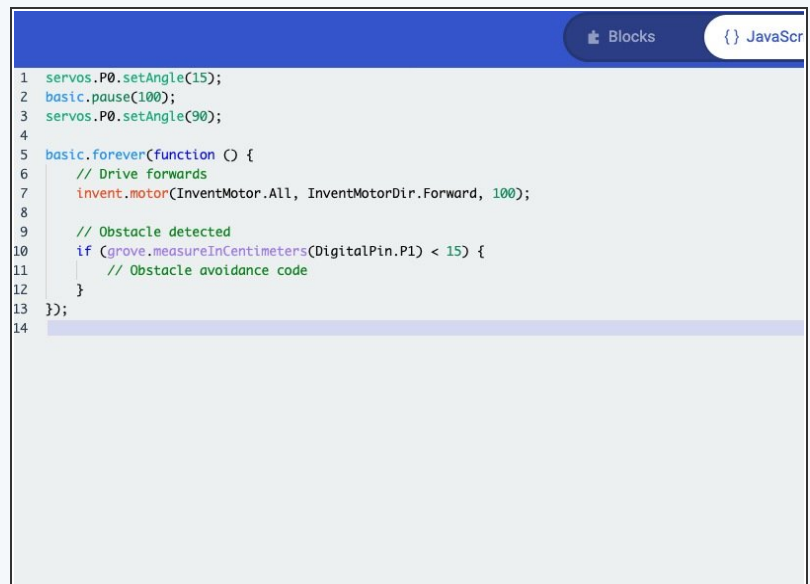 Blocks
{} JavaScr
1 servos.P0.setAngle(15);
2 basic.pause(100);
3 servos.P0.setAngle(90);
4
5 basic.forever(function () {
6     // Drive forwards
7     invent.motor(InventMotor.All, InventMotorDir.Forward, 100);
8
9     // Obstacle detected
10     if (grove.measureInCentimeters(DigitalPin.P1) < 15) {
11         // Obstacle avoidance code
12     }
13 });
14